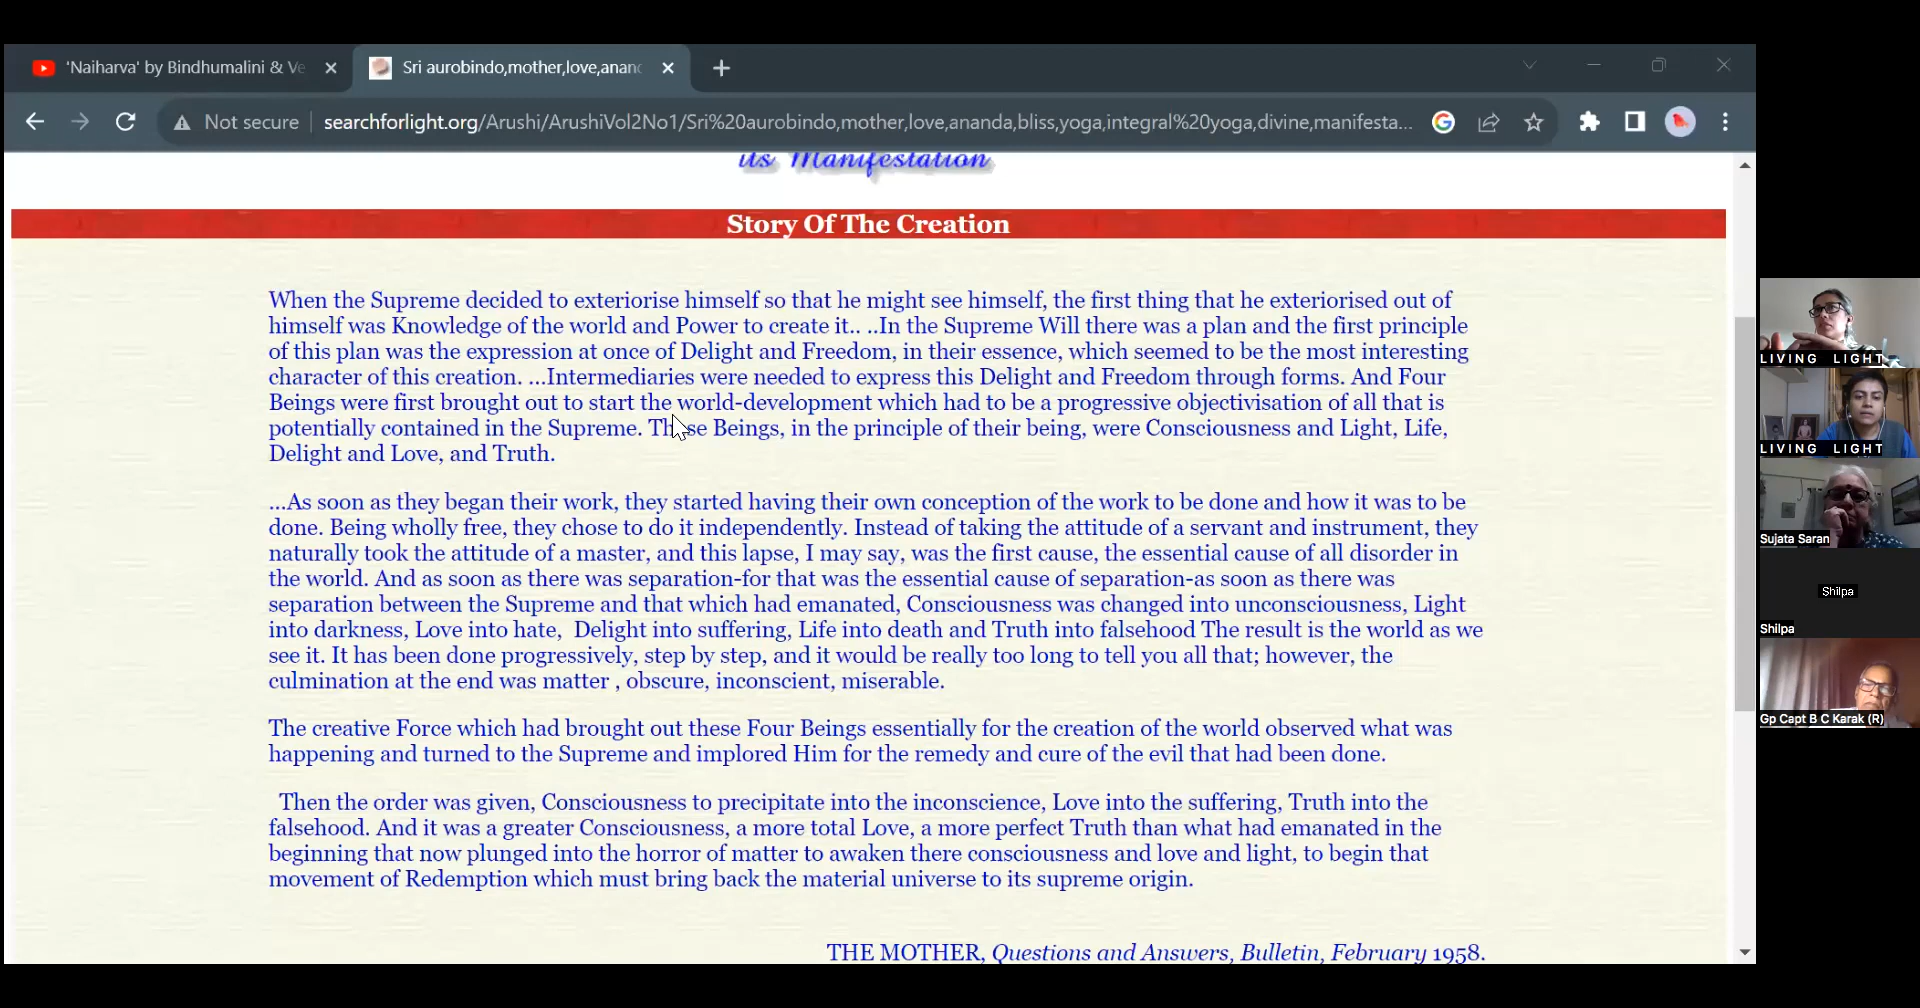 'Naiharva' by Bindhumalini & Ve
Sri aurobindo,mother,love,anand
Not secure
searchforlight.org/Arushi/ArushiVol2No1/Sri%20aurobindo,mother,love,ananda,bliss,yoga,integral%20yoga,divine,manifesta...
its Manifestation
Story Of The Creation
When the Supreme decided to exteriorise himself so that he might see himself, the first thing that he exteriorised out of
himself was Knowledge of the world and Power to create it.. ..In the Supreme Will there was a plan and the first principle
of this plan was the expression at once of Delight and Freedom, in their essence, which seemed to be the most interesting
character of this creation. ...Intermediaries were needed to express this Delight and Freedom through forms. And Four
Beings were first brought out to start the world-development which had to be a progressive objectivisation of all that is
potentially contained in the Supreme. These Beings, in the principle of their being, were Consciousness and Light, Life,
Delight and Love, and Truth.
...As soon as they began their work, they started having their own conception of the work to be done and how it was to be
done. Being wholly free, they chose to do it independently. Instead of taking the attitude of a servant and instrument, they
naturally took the attitude of a master, and this lapse, I may say, was the first cause, the essential cause of all disorder in
the world. And as soon as there was separation-for that was the essential cause of separation-as soon as there was
separation between the Supreme and that which had emanated, Consciousness was changed into unconsciousness, Light
into darkness, Love into hate,  Delight into suffering, Life into death and Truth into falsehood The result is the world as we
see it. It has been done progressively, step by step, and it would be really too long to tell you all that; however, the
culmination at the end was matter , obscure, inconscient, miserable.
The creative Force which had brought out these Four Beings essentially for the creation of the world observed what was
happening and turned to the Supreme and implored Him for the remedy and cure of the evil that had been done.
Then the order was given, Consciousness to precipitate into the inconscience, Love into the suffering, Truth into the
falsehood. And it was a greater Consciousness, a more total Love, a more perfect Truth than what had emanated in the
beginning that now plunged into the horror of matter to awaken there consciousness and love and light, to begin that
movement of Redemption which must bring back the material universe to its supreme origin.
THE MOTHER, Questions and Answers, Bulletin, February 1958.
LIVING LIGHT
LIVING LIGHT
Sujata Saran
Shilpa
Shilpa
Gp Capt B C Karak (R)